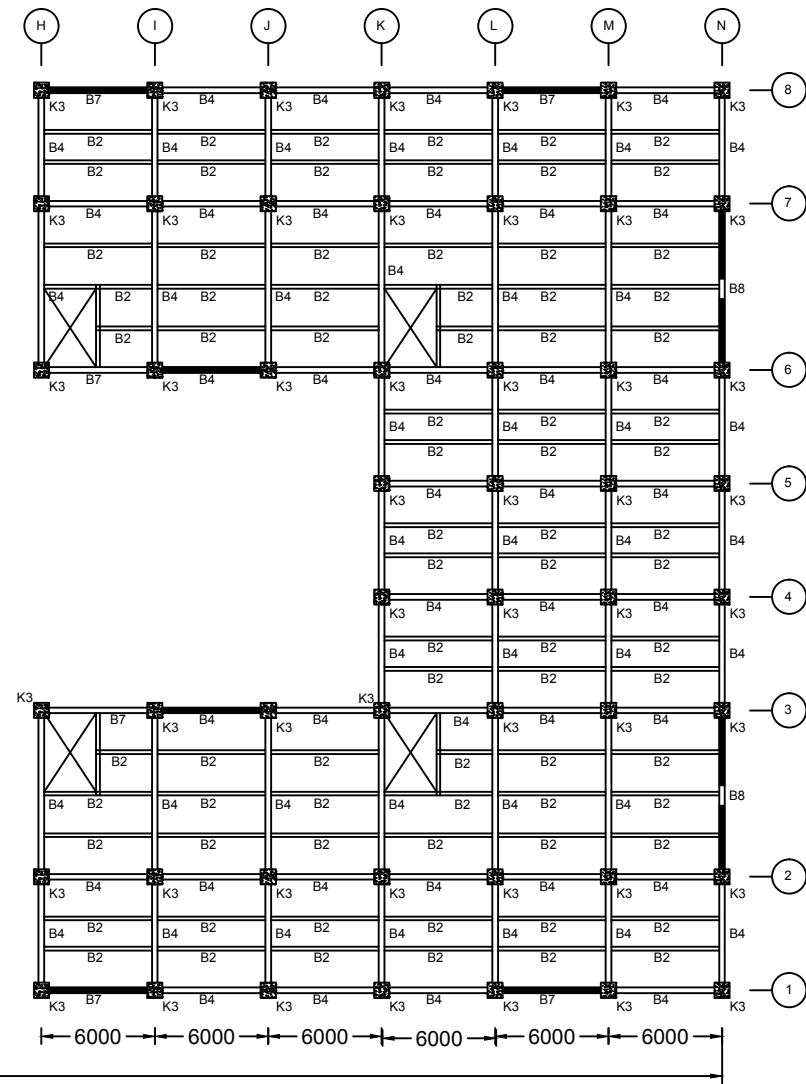 H I J K L M N
8
K3 B7 K3 B4 K3 B4 K3 B4 K3 B7 K3 B4 K3
B4 B2 B4 B2 B4 B2 B4 B2 B4 B2 B4 B2 B4
B2 B2 B2 B2 B2 B2
7
K3 B4 K3 B4 K3 B4 K3 B4 K3 B4 K3 B4 K3
B2 B2 B2 B2 B2 B2
B4
B8
B4 B2 B4 B2 B4 B2 B2 B4 B2 B4 B2
B2 B2 B2 B2 B2 B2
6
K3 B7 K3 B4 K3 B4 K3 B4 K3 B4 K3 B4 K3
B4 B2 B4 B2 B4 B2 B4
B2 B2 B2
5
K3 B4 K3 B4 K3 B4 K3
B4 B2 B4 B2 B4 B2 B4
B2 B2 B2
4
K3 B4 K3 B4 K3 B4 K3
B4 B2 B4 B2 B4 B2 B4
B2 B2 B2
K3 K3
3
B7 K3 B4 K3 B4 B4 K3 B4 K3 B4 K3
B2 B2 B2 B2 B2 B2
B8
B4 B2 B4 B2 B4 B2 B4 B2 B4 B2 B4 B2
B2 B2 B2 B2 B2 B2
2
K3 B4 K3 B4 K3 B4 K3 B4 K3 B4 K3 B4 K3
B4 B2 B4 B2 B4 B2 B4 B2 B4 B2 B4 B2 B4
B2 B2 B2 B2 B2 B2
1
K3 B7 K3 B4 K3 B4 K3 B4 K3 B7 K3 B4 K3
6000 6000 6000 6000 6000 6000